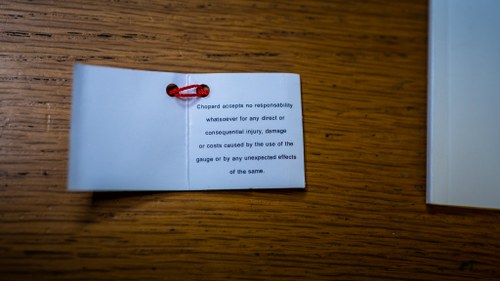 Chopard accepts no responsability
whatsoever for any direct or
consequential injury, damage
or costs caused by the use of the
gauge or by any unexpected effects
of the same.